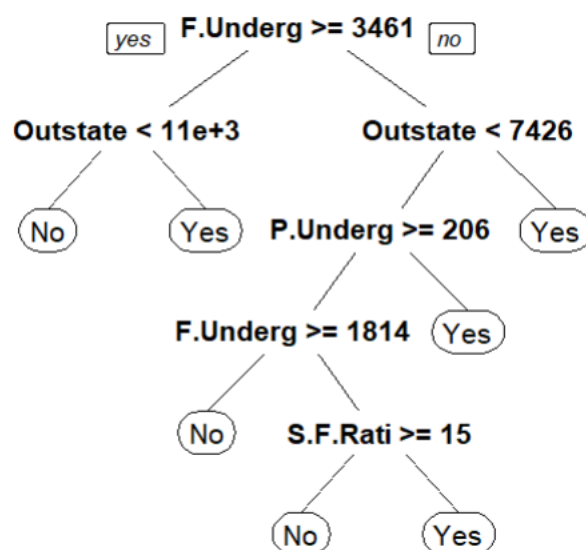 yes F.Underg >= 3461 no
Outstate < 11e+3 Outstate < 7426
No Yes P.Underg >= 206 Yes
F.Underg >= 1814 Yes
No S.F.Rati >= 15
No Yes